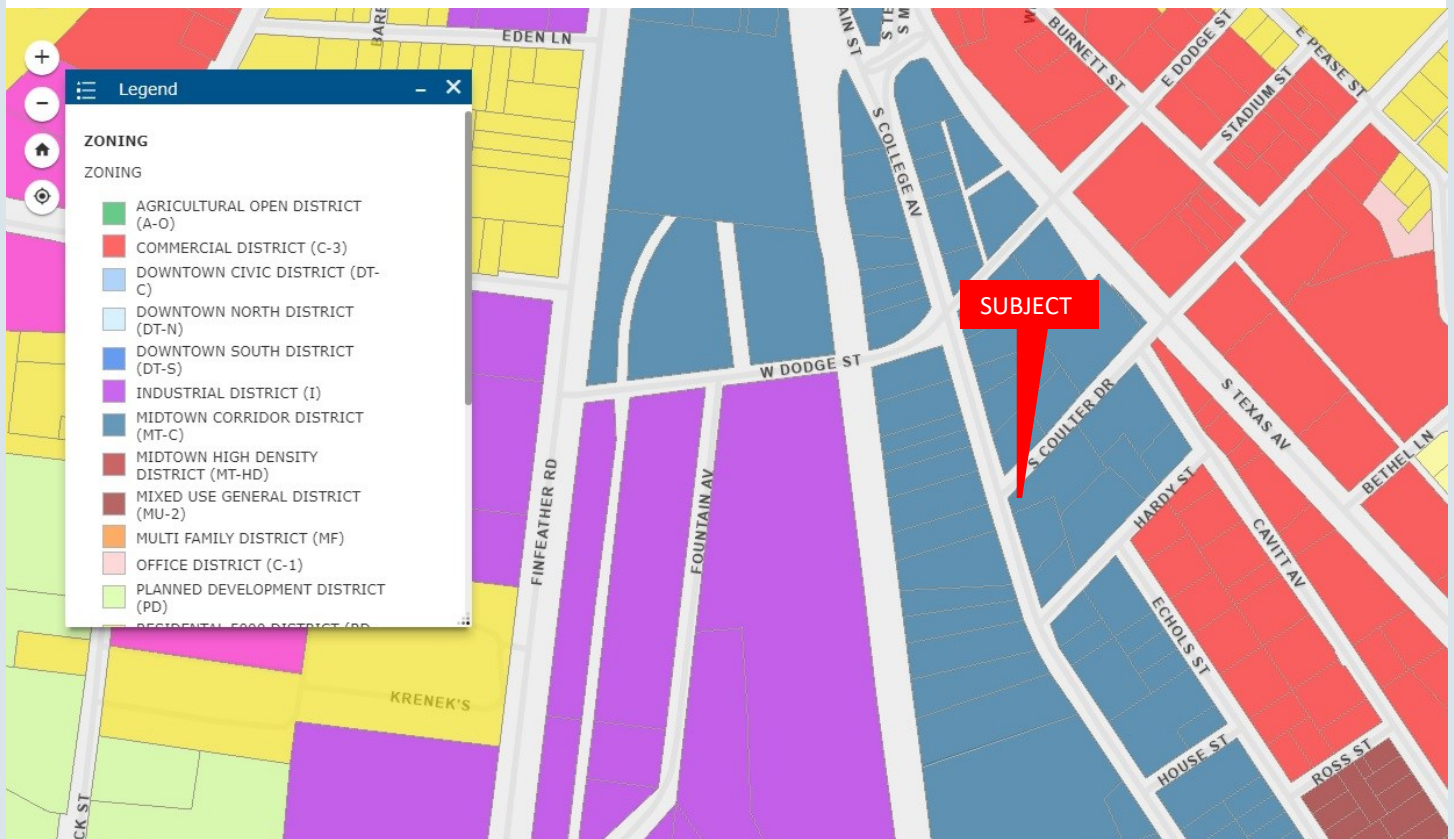 EDEN LN
S COLLEGE AV
BURNETT ST
E DODGE ST
E PEASE ST
STADIUM ST
+
-
Legend
– ×
ZONING
ZONING
AGRICULTURAL OPEN DISTRICT
(A-O)
COMMERCIAL DISTRICT (C-3)
DOWNTOWN CIVIC DISTRICT (DT-
C)
DOWNTOWN NORTH DISTRICT
(DT-N)
DOWNTOWN SOUTH DISTRICT
(DT-S)
INDUSTRIAL DISTRICT (I)
MIDTOWN CORRIDOR DISTRICT
(MT-C)
MIDTOWN HIGH DENSITY
DISTRICT (MT-HD)
MIXED USE GENERAL DISTRICT
(MU-2)
MULTI FAMILY DISTRICT (MF)
OFFICE DISTRICT (C-1)
PLANNED DEVELOPMENT DISTRICT
(PD)
SUBJECT
W DODGE ST
S COULTER DR
S TEXAS AV
BETHEL LN
HARDY ST
CAVITT AV
FINFEATHER RD
FOUNTAIN AV
ECHOLS ST
KRENEK'S
HOUSE ST
ROSS ST
CK ST